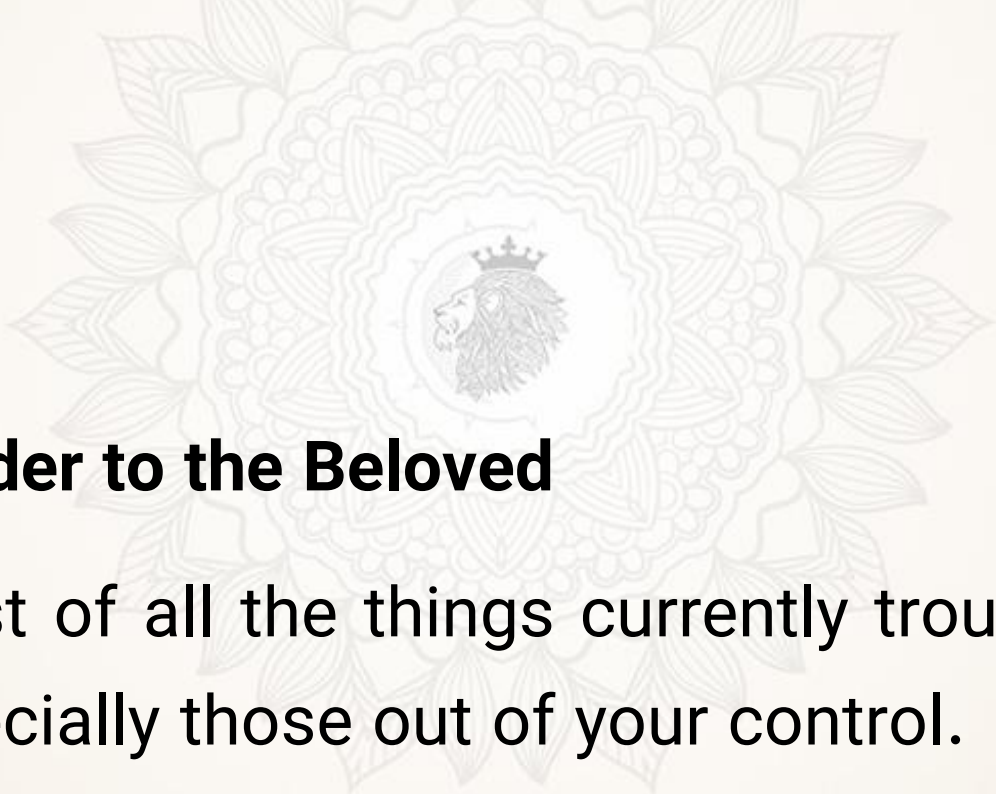 der to the Beloved
st of all the things currently trou
cially those out of your control.